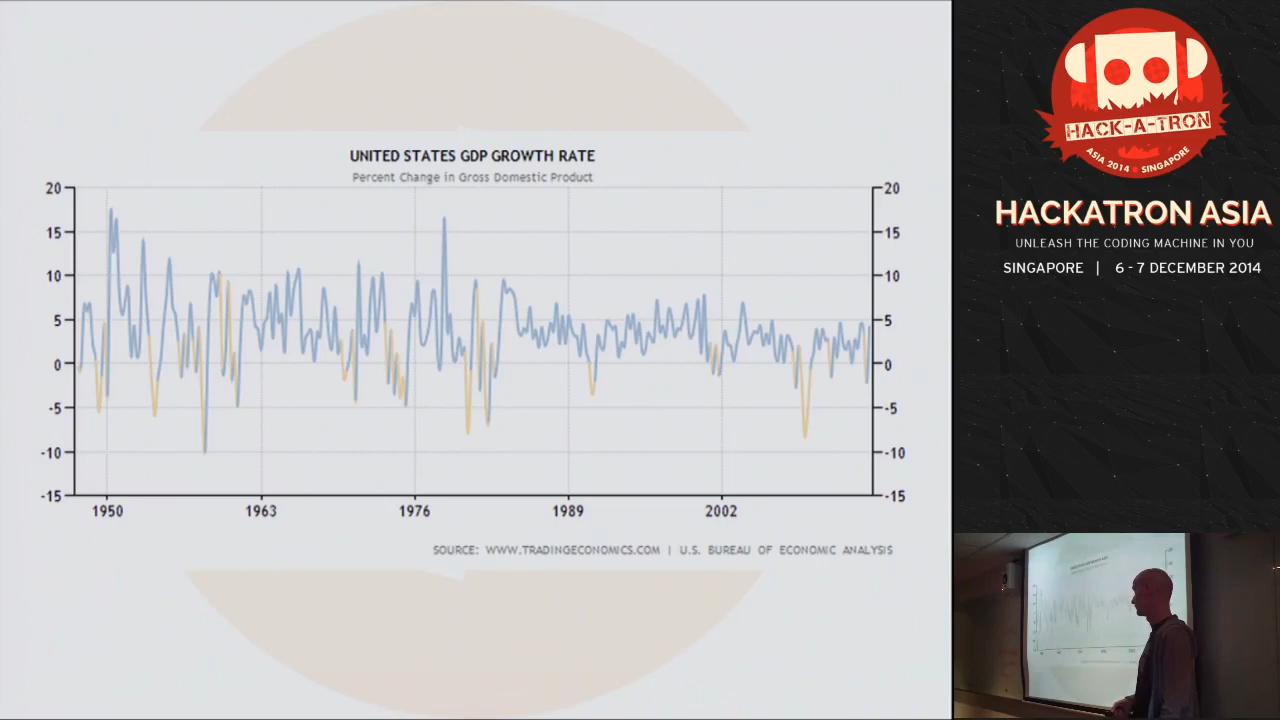 UNITED STATES GDP GROWTH RATE
Percent Change in Gross Domestic Product
20 20
15 15
10 10
5 5
0 0
-5 -5
-10 -10
-15 -15
1950 1963 1976 1989 2002
SOURCE: WWW.TRADINGECONOMICS.COM | U.S. BUREAU OF ECONOMIC ANALYSIS
HACK-A-TRON
ASIA 2014 SINGAPORE
HACKATRON ASIA
UNLEASH THE CODING MACHINE IN YOU
SINGAPORE | 6 - 7 DECEMBER 2014